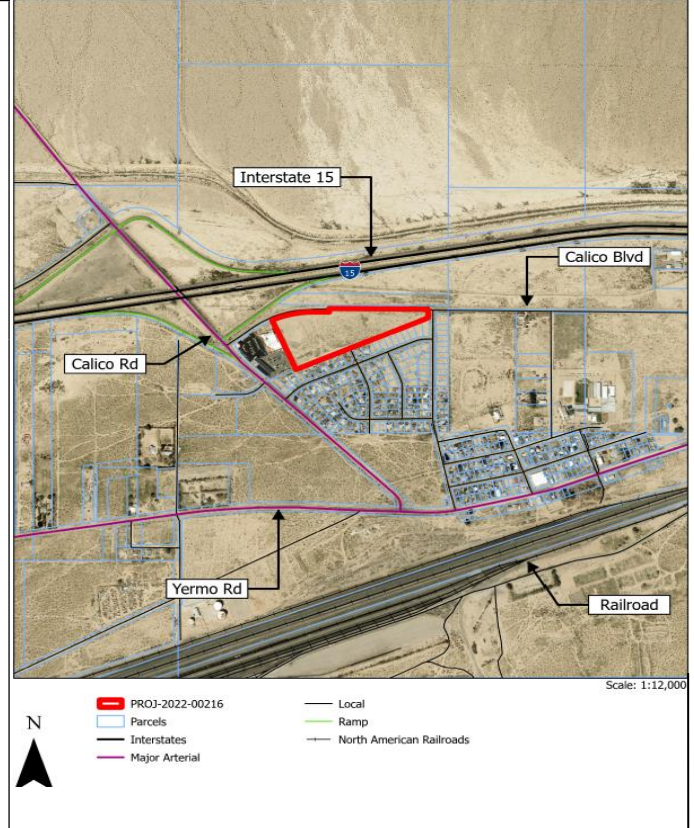 Interstate 15
Calico Blvd
15
Calico Rd
Yermo Rd
Railroad
Scale: 1:12,000
N
PROJ-2022-00216
Parcels
Interstates
Major Arterial
Local
Ramp
North American Railroads